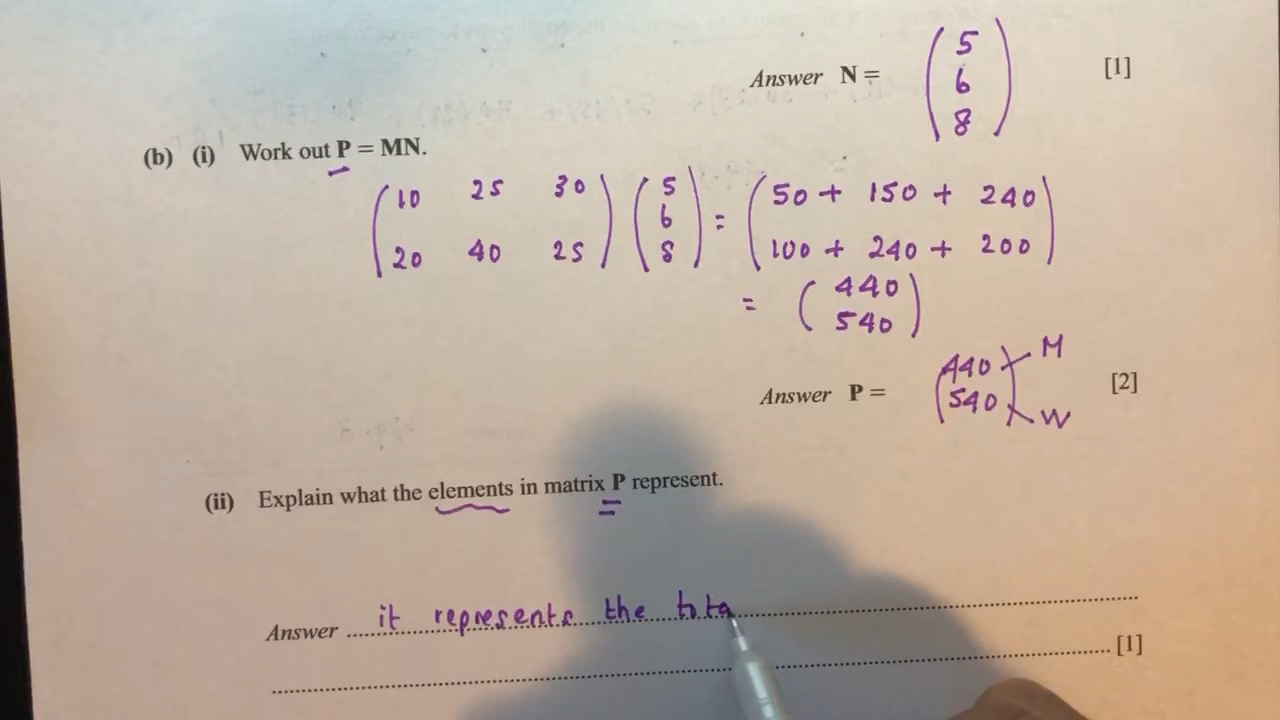 Answer N = ( 5 6 8 ) [1]
(b) (i) Work out P = MN.
( 10 25 30 20 40 25 ) ( 5 6 8 ) = ( 50 + 150 + 240 100 + 240 + 200 )
= ( 440 540 )
Answer P = ( 440 540 ) M W [2]
(ii) Explain what the elements in matrix P represent.
Answer it represents the tota
[1]